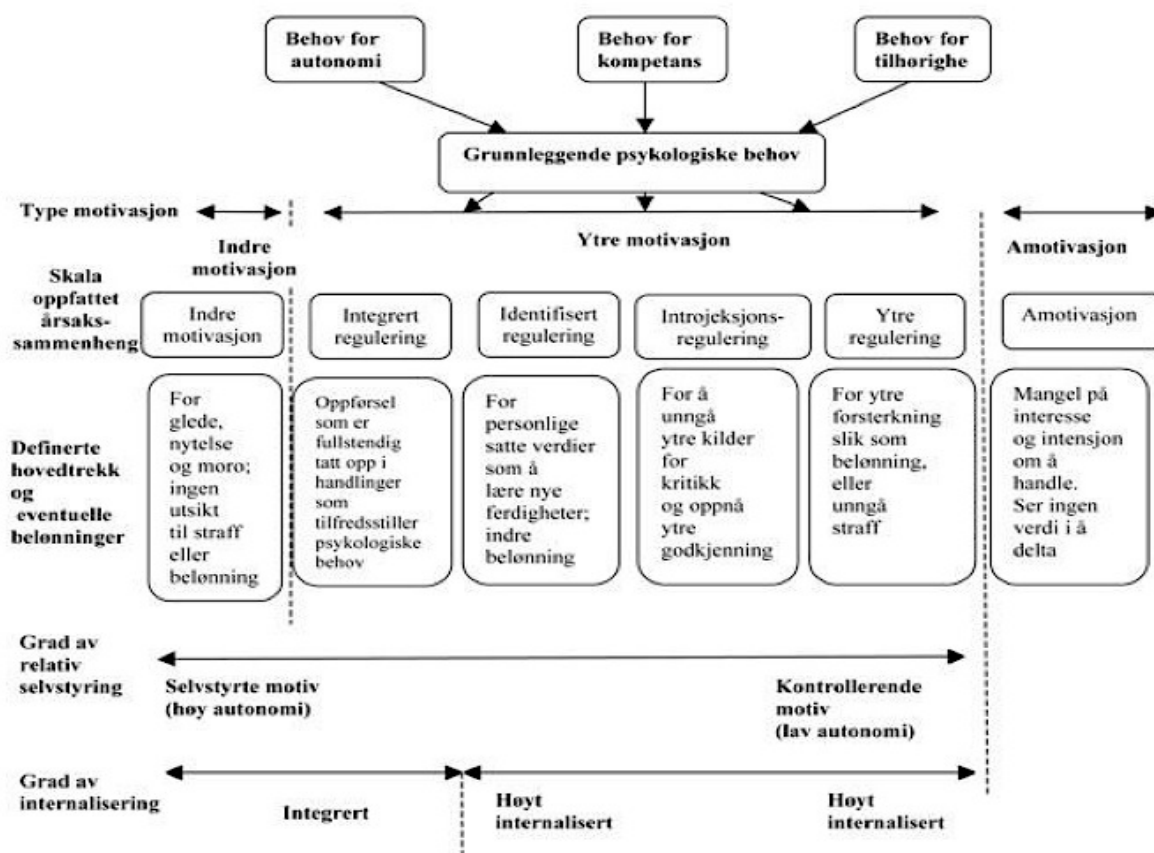 Behov for
autonomi
Behov for
kompetans
Behov for
tilhørighe
Grunnleggende psykologiske behov
Type motivasjon
Indre
motivasjon
Ytre motivasjon
Amotivasjon
Skala
oppfattet
årsaks-
sammenheng
Indre
motivasjon
Integrert
regulering
Identifisert
regulering
Introjeksjons-
regulering
Ytre
regulering
Amotivasjon
Definerte
hovedtrekk
og
eventuelle
belønninger
For
glede,
nytelse
og moro;
ingen
utsikt
til straff
eller
belønning
Oppførsel
som er
fullstendig
tatt opp i
handlinger
som
tilfredsstiller
psykologiske
behov
For
personlige
satte verdier
som å
lære nye
ferdigheter;
indre
belønning
For å
unngå
ytre kilder
for
kritikk
og oppnå
ytre
godkjenning
For ytre
forsterkning
slik som
belønning,
eller
unngå
straff
Mangel på
interesse
og intensjon
om å
handle.
Ser ingen
verdi i å
delta
Grad av
relativ
selvstyring
Selvstyrte motiv
(høy autonomi)
Kontrollerende
motiv
(lav autonomi)
Grad av
internalisering
Integrert
Høyt
internalisert
Høyt
internalisert